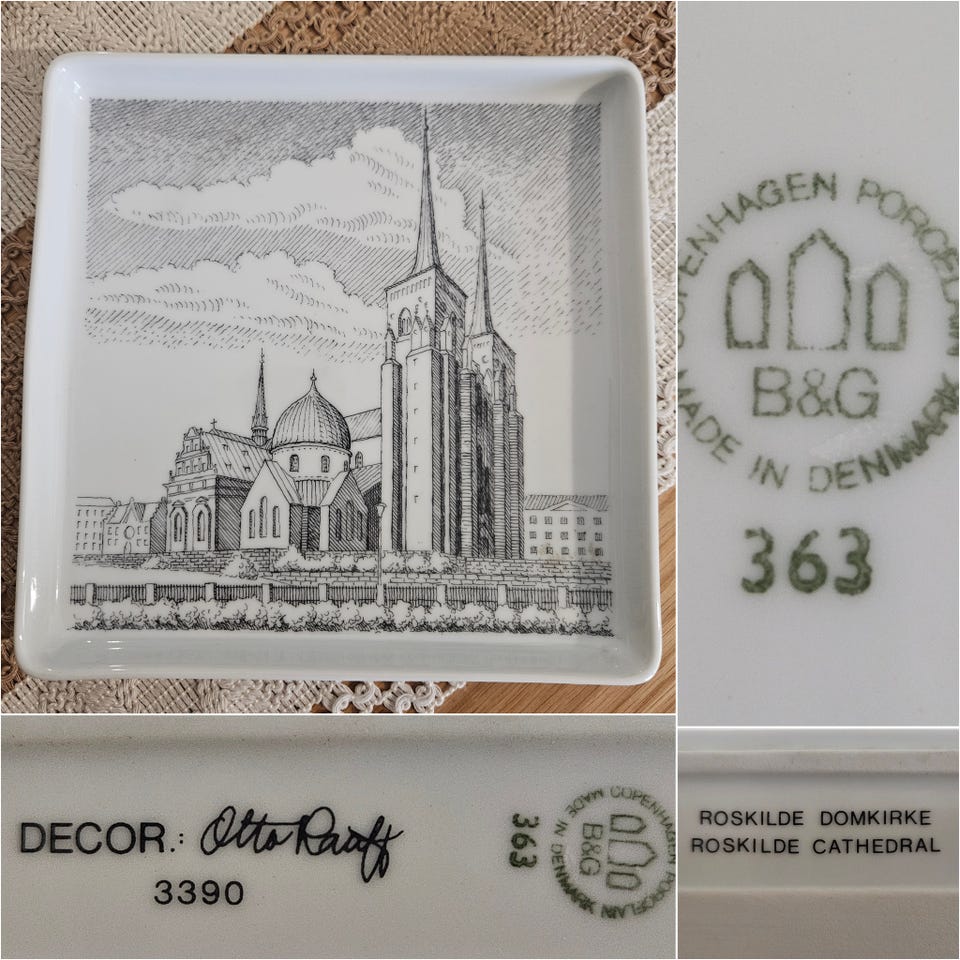 COPENHAGEN PORCELAIN
B&G
MADE IN DENMARK
363
DECOR.: Otto Raaff
3390
363
COPENHAGEN PORCELAIN
B&G
MADE IN DENMARK
ROSKILDE DOMKIRKE
ROSKILDE CATHEDRAL